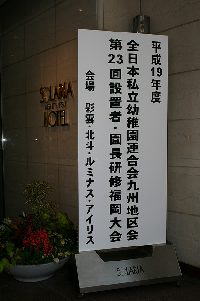 平成19年度
全日本私立幼稚園連合会九州地区会
第23回設置者・園長研修福岡大会
会場　彩雲・北斗・ルミナス・アイリス
SOLARIA
HOTEL
SOLARIA